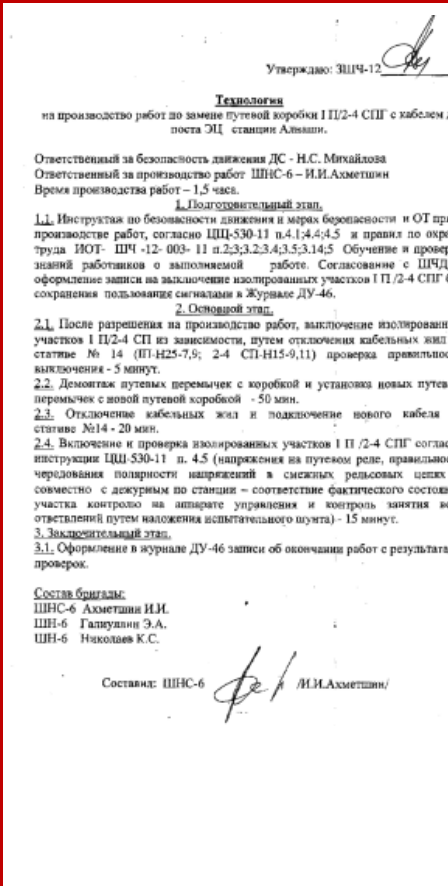 Утверждаю: ЗШЧ-12
Технология
на производство работ по замене путевой коробки I П/2-4 СПГ с кабелем д
поста ЭЦ станции Алнаши.
Ответственный за безопасность движения ДС - Н.С. Михайлова
Ответственный за производство работ ШНС-6 – И.И.Ахметшин
Время производства работ – 1,5 часа.
1. Подготовительный этап.
1.1. Инструктаж по безопасности движения и мерах безопасности и ОТ пр
производстве работ, согласно ЦШ-530-11 п.4.1;4.4;4.5 и правил по охра
труда ИОТ- ШЧ -12- 003- 11 п.2;3;3.2;3.4;3.5;3.14;5 Обучение и провер
знаний работников о выполняемой работе. Согласование с ШЧД
оформление записи на выключение изолированных участков I П /2-4 СПГ б
сохранения пользования сигналами в Журнале ДУ-46.
2. Основной этап.
2.1. После разрешения на производство работ, выключение изолированн
участков I П/2-4 СП из зависимости, путем отключения кабельных жил
стативе № 14 (IП-Н25-7,9; 2-4 СП-Н15-9,11) проверка правильнос
выключения - 5 минут.
2.2. Демонтаж путевых перемычек с коробкой и установка новых путев
перемычек с новой путевой коробкой - 50 мин.
2.3. Отключение кабельных жил и подключение нового кабеля
стативе №14 - 20 мин.
2.4. Включение и проверка изолированных участков I П /2-4 СПГ соглас
инструкции ЦШ-530-11 п. 4.5 (напряжения на путевом реле, правильнос
чередования полярности напряжений в смежных рельсовых цепях
совместно с дежурным по станции – соответствие фактического состоя
участка контролю на аппарате управления и контроль занятия вс
ответвлений путем наложения испытательного шунта) - 15 минут.
3. Заключительный этап.
3.1. Оформление в журнале ДУ-46 записи об окончании работ с результата
проверок.
Состав бригады:
ШНС-6 Ахметшин И.И.
ШН-6 Галиуллин Э.А.
ШН-6 Николаев К.С.
Составил: ШНС-6 /И.И.Ахметшин/